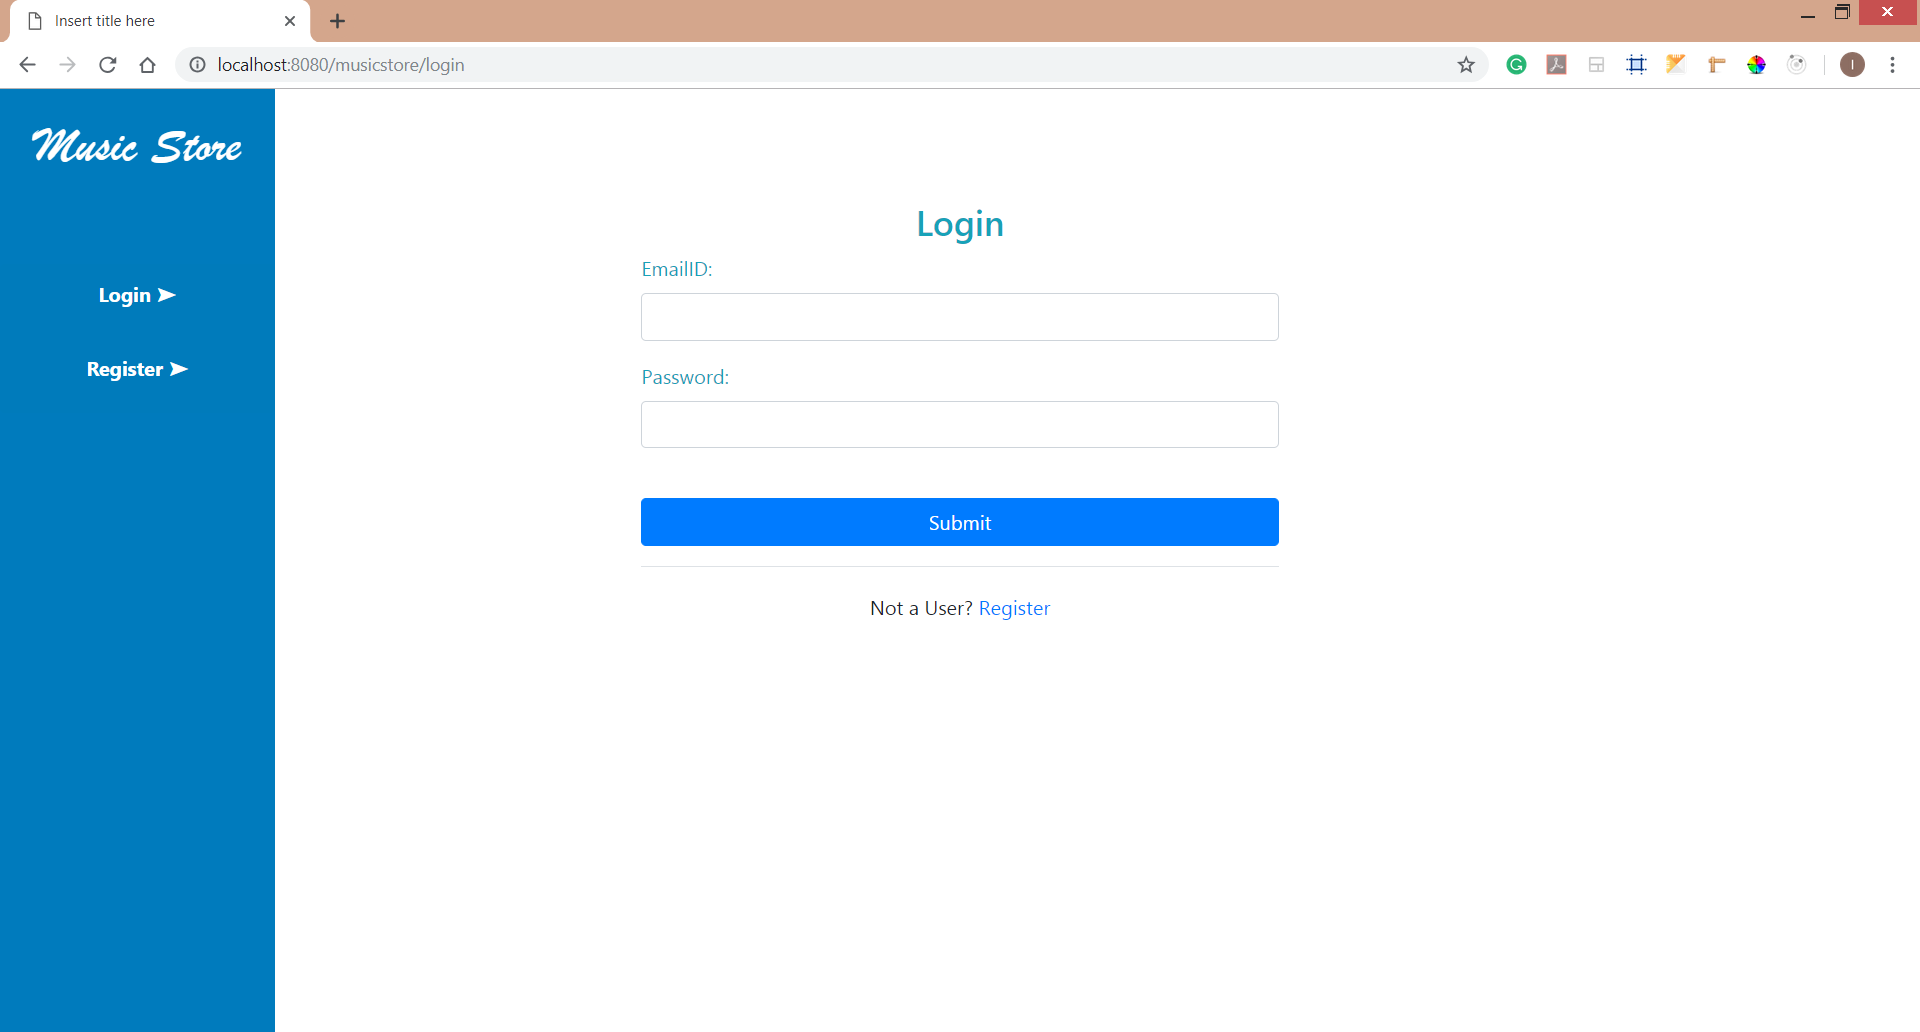 Insert title here
localhost:8080/musicstore/login
I
Music Store
Login ➤
Register ➤
Login
EmailID:
Password:
Submit
Not a User? Register